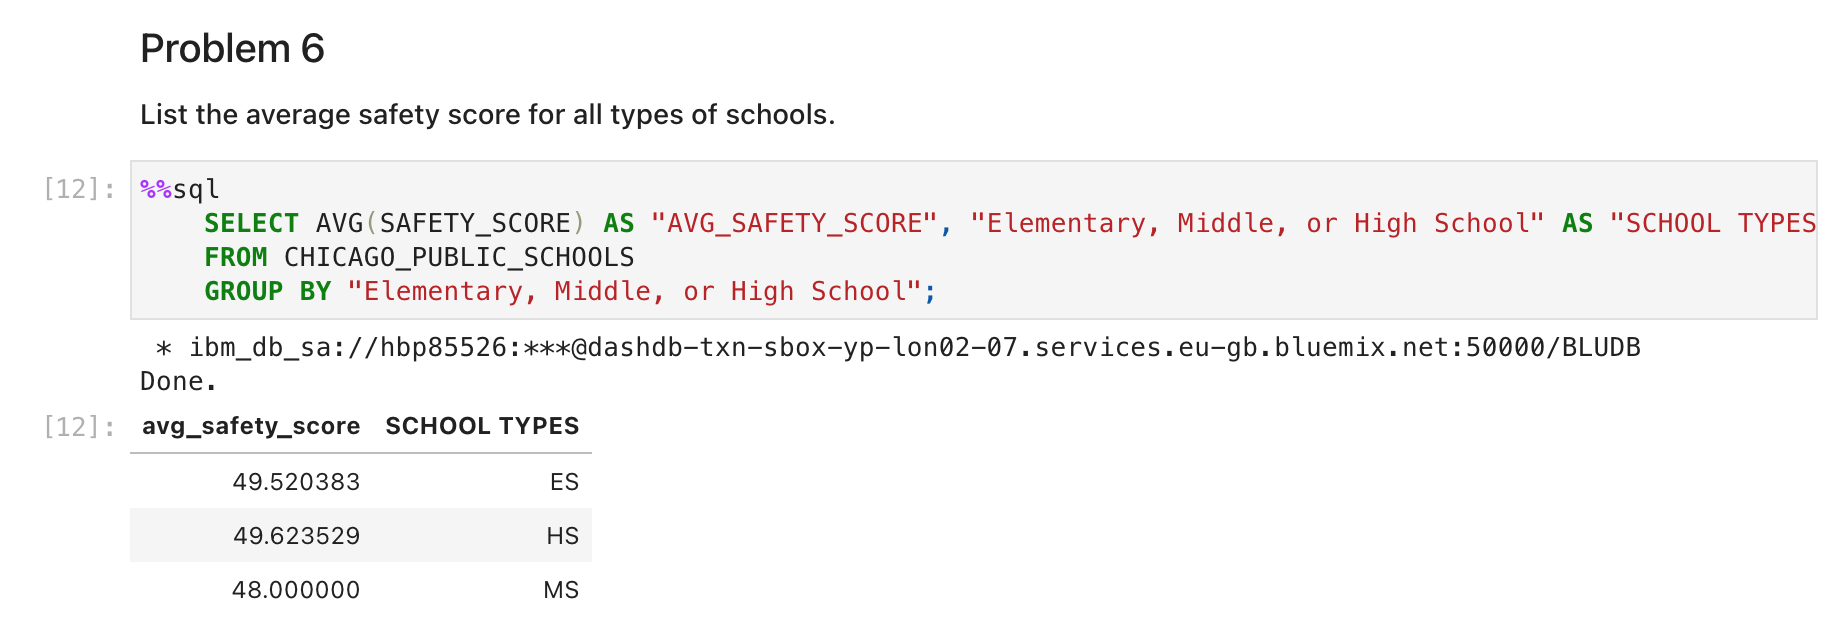 Problem 6
List the average safety score for all types of schools.
[12]: %%sql
SELECT AVG(SAFETY_SCORE) AS "AVG_SAFETY_SCORE", "Elementary, Middle, or High School" AS "SCHOOL TYPES
FROM CHICAGO_PUBLIC_SCHOOLS
GROUP BY "Elementary, Middle, or High School";
* ibm_db_sa://hbp85526:***@dashdb-txn-sbox-yp-lon02-07.services.eu-gb.bluemix.net:50000/BLUDB
Done.
[12]: avg_safety_score SCHOOL TYPES
49.520383 ES
49.623529 HS
48.000000 MS